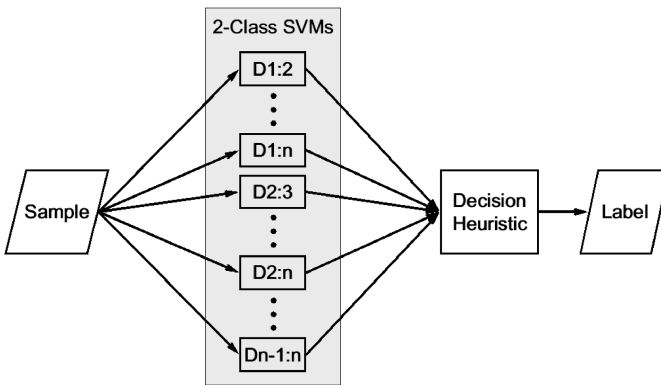 2-Class SVMs
D1:2
D1:n
D2:3
D2:n
Dn-1:n
Sample
Decision
Heuristic
Label